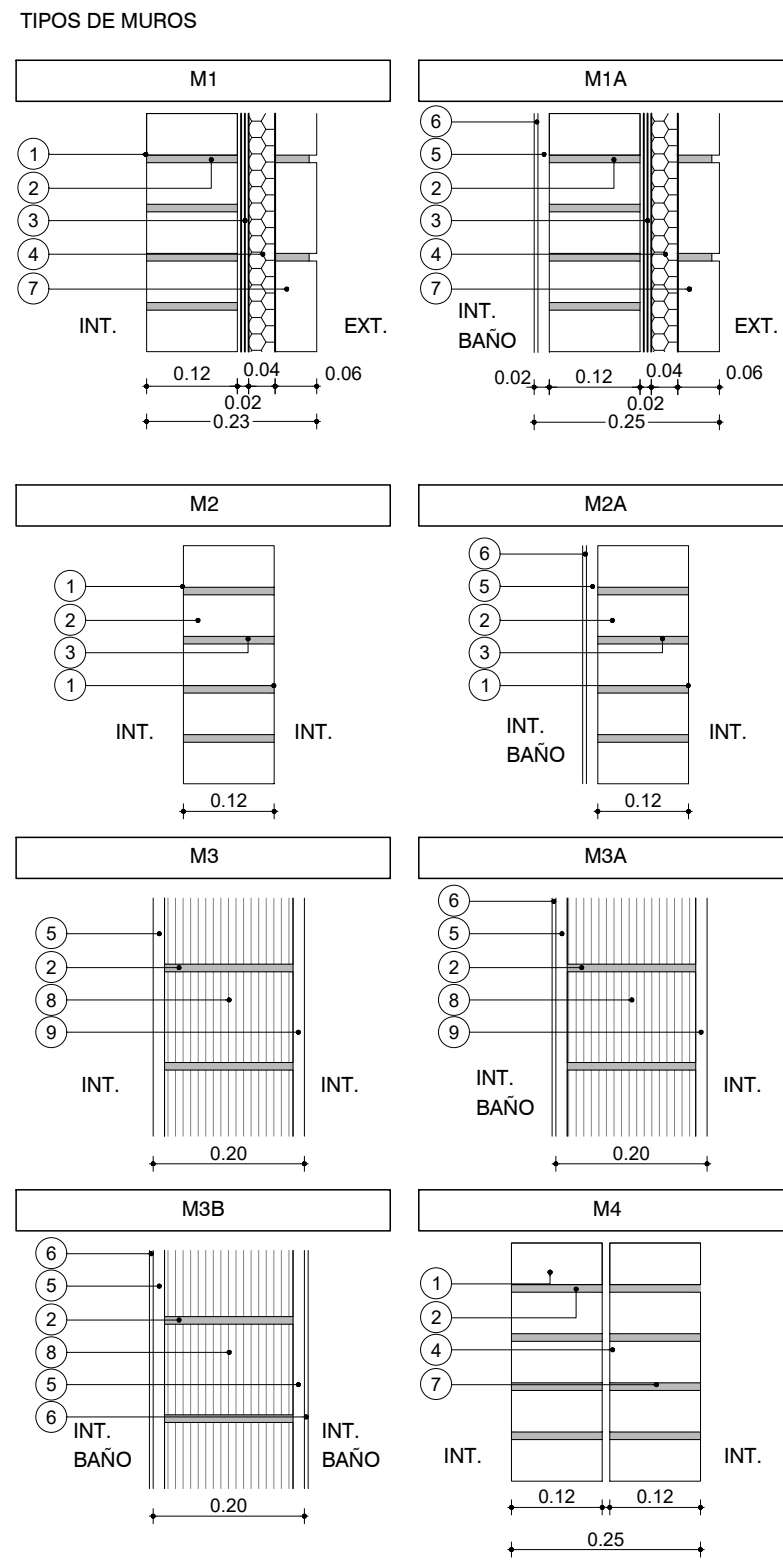 TIPOS DE MUROS
M1
1
2
3
4
7
INT.
EXT.
0.12
0.04
0.06
0.02
0.23
M1A
6
5
2
3
4
7
INT.
BAÑO
EXT.
0.02
0.12
0.04
0.06
0.02
0.25
M2
1
2
3
1
INT.
INT.
0.12
M2A
6
5
2
3
1
INT.
BAÑO
INT.
0.12
M3
5
2
8
9
INT.
INT.
0.20
M3A
6
5
2
8
9
INT.
BAÑO
INT.
0.20
M3B
6
5
2
8
5
6
INT.
BAÑO
INT.
BAÑO
0.20
M4
1
2
4
7
INT.
INT.
0.12
0.12
0.25